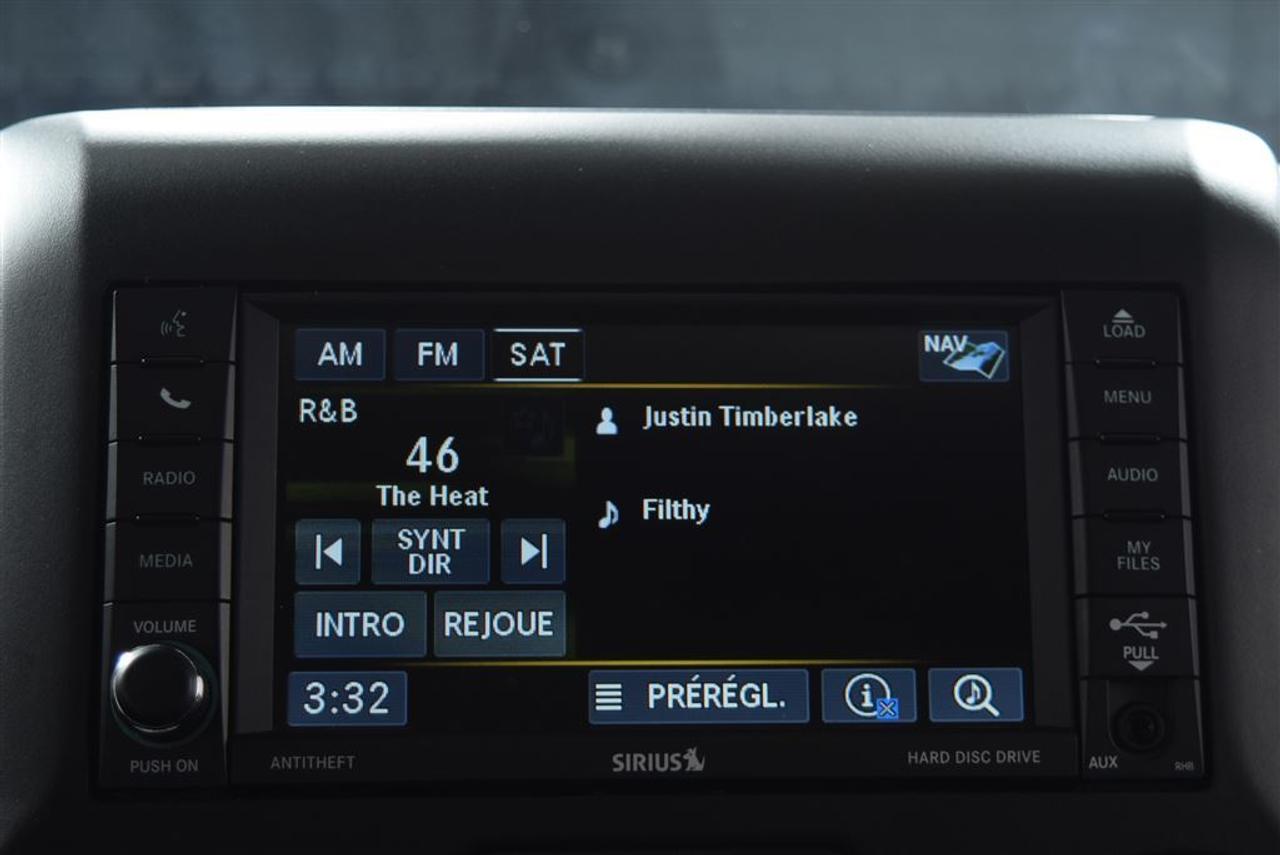 AM FM SAT NAV
R&B
46
The Heat
Justin Timberlake
Filthy
SYNT
DIR
INTRO REJOUE
3:32 PRÉRÉGL. i
RADIO
MEDIA
VOLUME
PUSH ON
LOAD
MENU
AUDIO
MY
FILES
PULL
AUX RHB
ANTITHEFT SIRIUS HARD DISC DRIVE